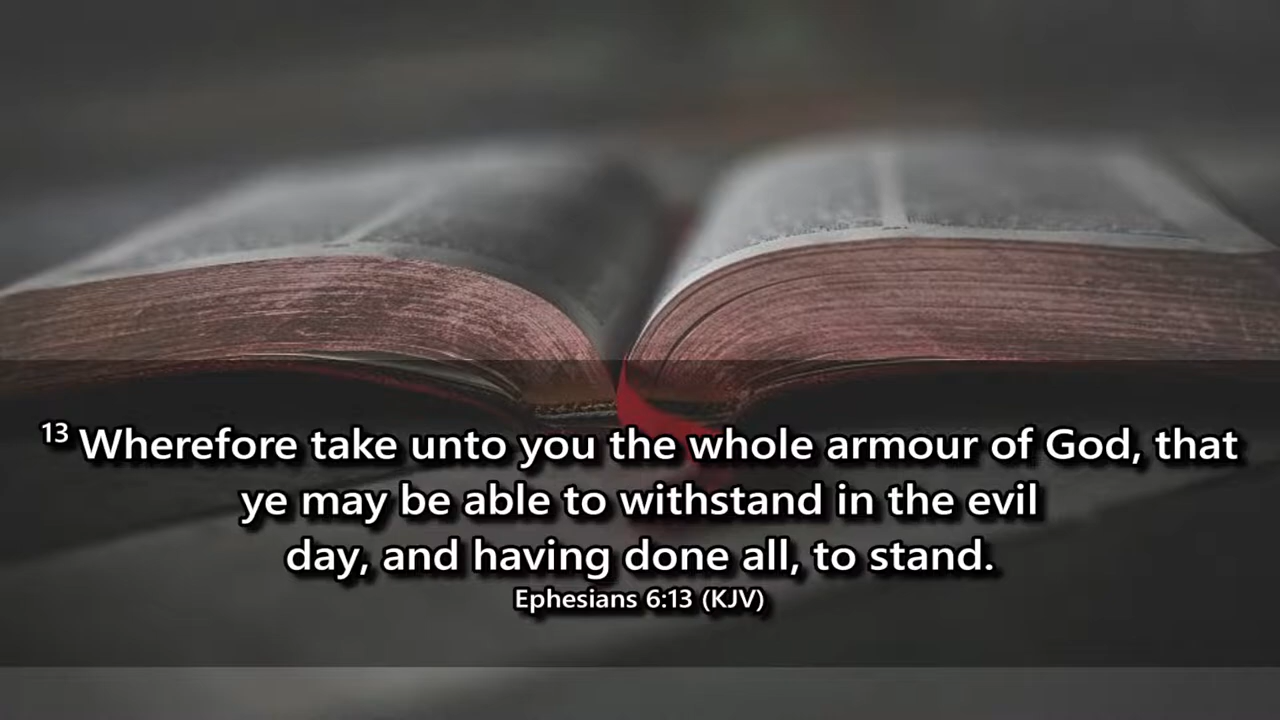 13 Wherefore take unto you the whole armour of God, that
ye may be able to withstand in the evil
day, and having done all, to stand.
Ephesians 6:13 (KJV)